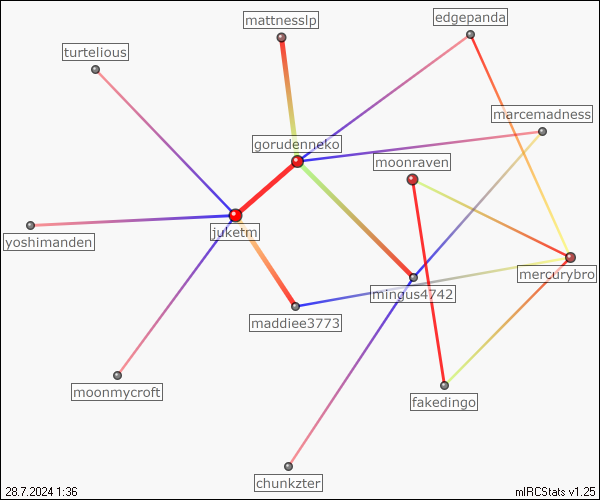 mattnesslp
edgepanda
turtelious
marcemadness
gorudenneko
moonraven
juketm
yoshimanden
mercurybro
mingus4742
maddiee3773
moonmycroft
fakedingo
chunkzter
28.7.2024 1:36
mIRCStats v1.25